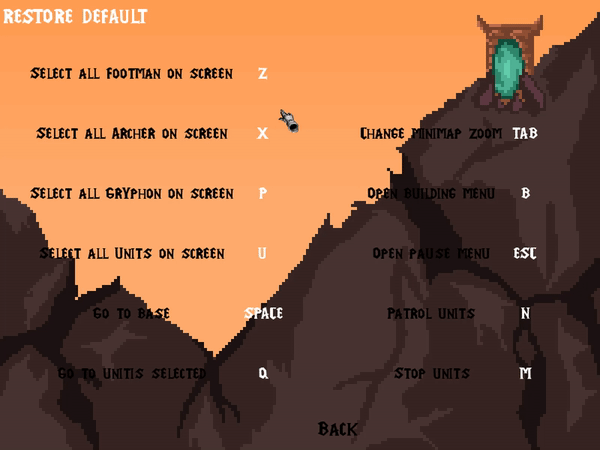 RESTORE DEFAULT
SELECT ALL FOOTMAN ON SCREEN Z
SELECT ALL ARCHER ON SCREEN X
CHANGE MINIMAP ZOOM TAB
SELECT ALL GRYPHON ON SCREEN P
OPEN BUILDING MENU B
SELECT ALL UNITS ON SCREEN U
OPEN PAUSE MENU ESC
GO TO BASE SPACE
PATROL UNITS N
GO TO UNITIS SELECTED Q
STOP UNITS M
BACK